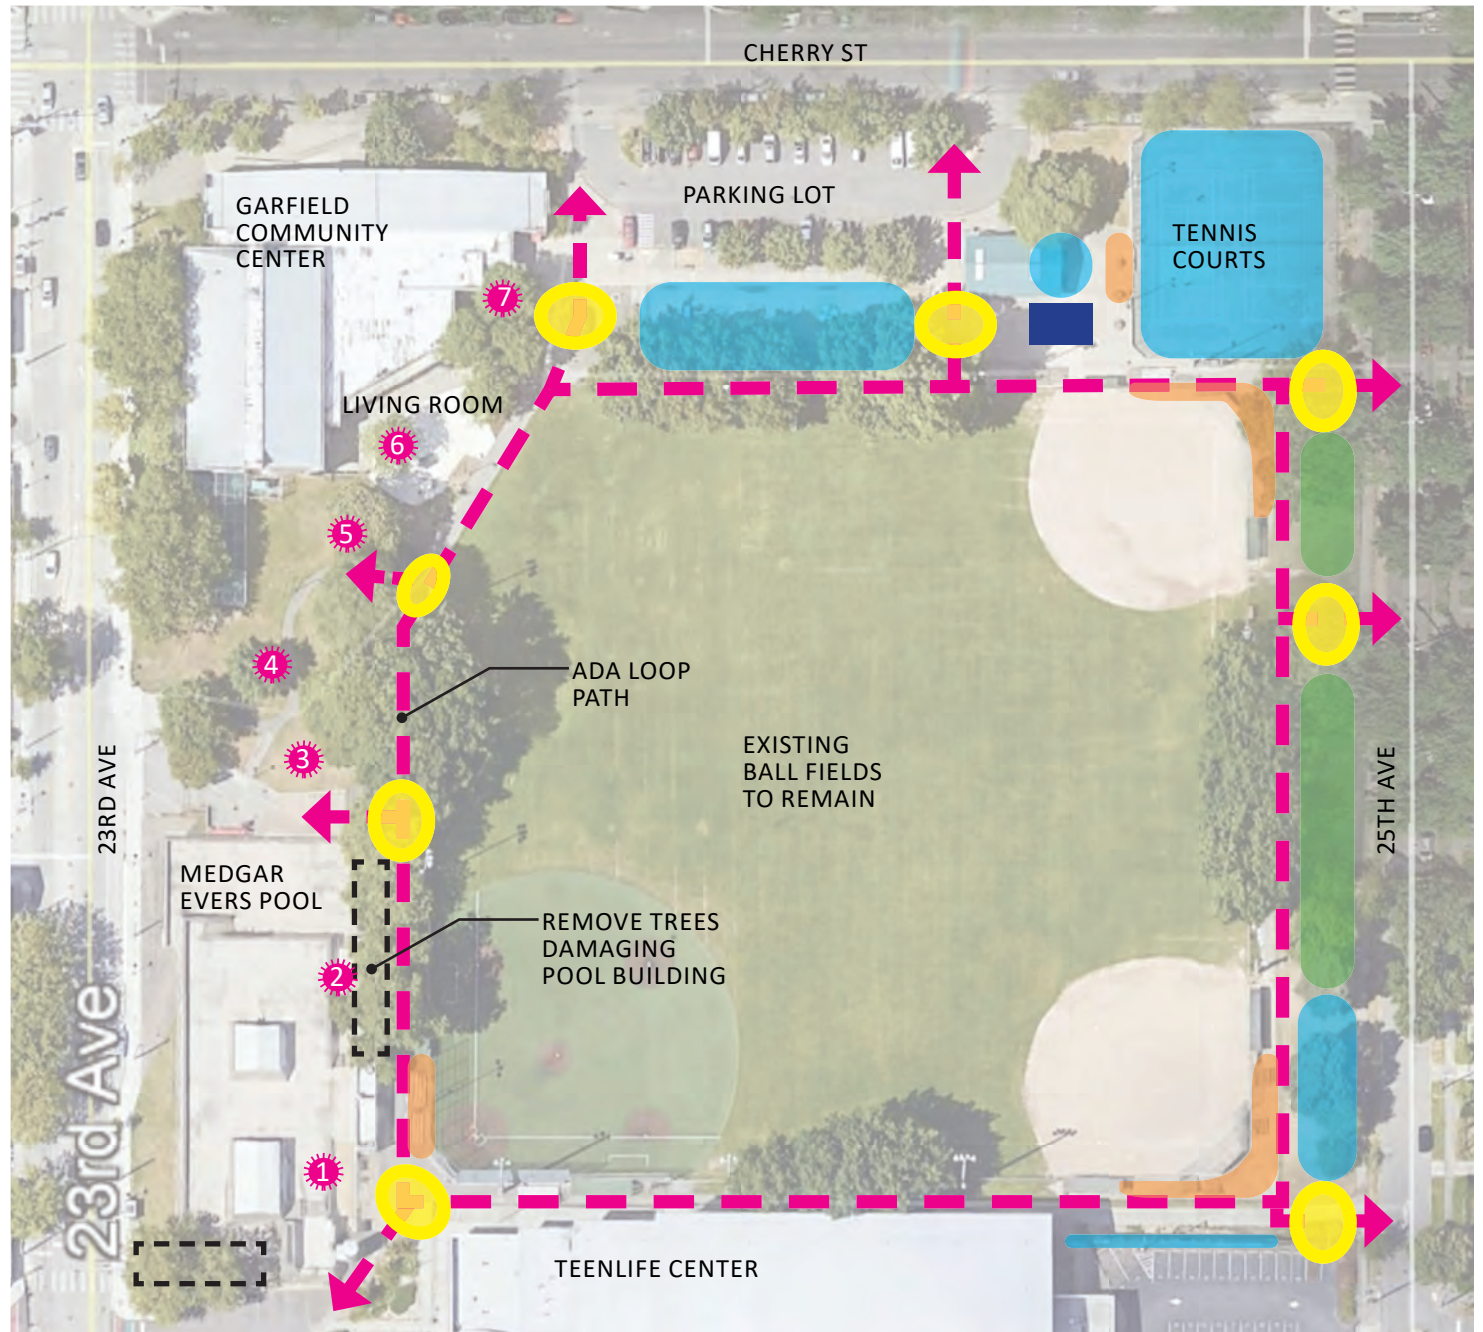 CHERRY ST
PARKING LOT
GARFIELD
COMMUNITY
CENTER
TENNIS
COURTS
7
LIVING ROOM
6
5
4
ADA LOOP
PATH
3
EXISTING
BALL FIELDS
TO REMAIN
23RD AVE
25TH AVE
MEDGAR
EVERS POOL
REMOVE TREES
DAMAGING
POOL BUILDING
2
23rd Ave
1
TEENLIFE CENTER